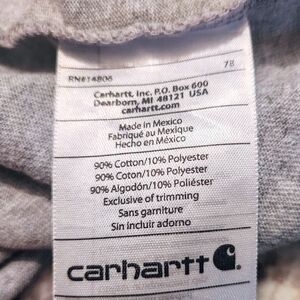 RN#14806 78
Carhartt, Inc. P.O. Box 600
Dearborn, MI 48121 USA
carhartt.com
Made in Mexico
Fabriqué au Mexique
Hecho en México
90% Cotton/10% Polyester
90% Coton/10% Polyester
90% Algodón/10% Poliéster
Exclusive of trimming
Sans garniture
Sin incluir adorno
carhartt